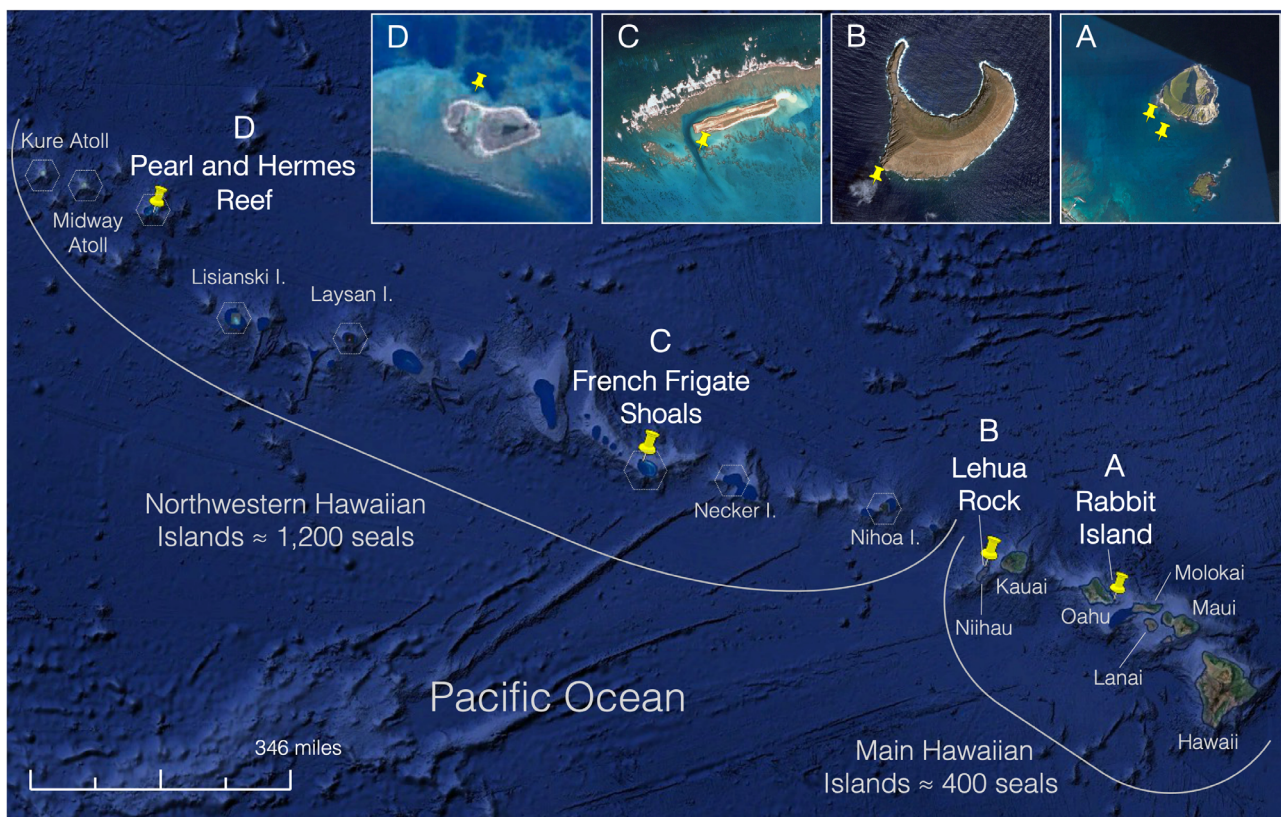 D
C
B
A
Kure Atoll
D
Pearl and Hermes
Reef
Midway
Atoll
Lisianski I.
Laysan I.
C
French Frigate
Shoals
B
Lehua
Rock
A
Rabbit
Island
Northwestern Hawaiian
Islands ≈ 1,200 seals
Necker I.
Nihoa I.
Kauai
Niihau
Oahu
Molokai
Maui
Lanai
Hawaii
Pacific Ocean
346 miles
Main Hawaiian
Islands ≈ 400 seals